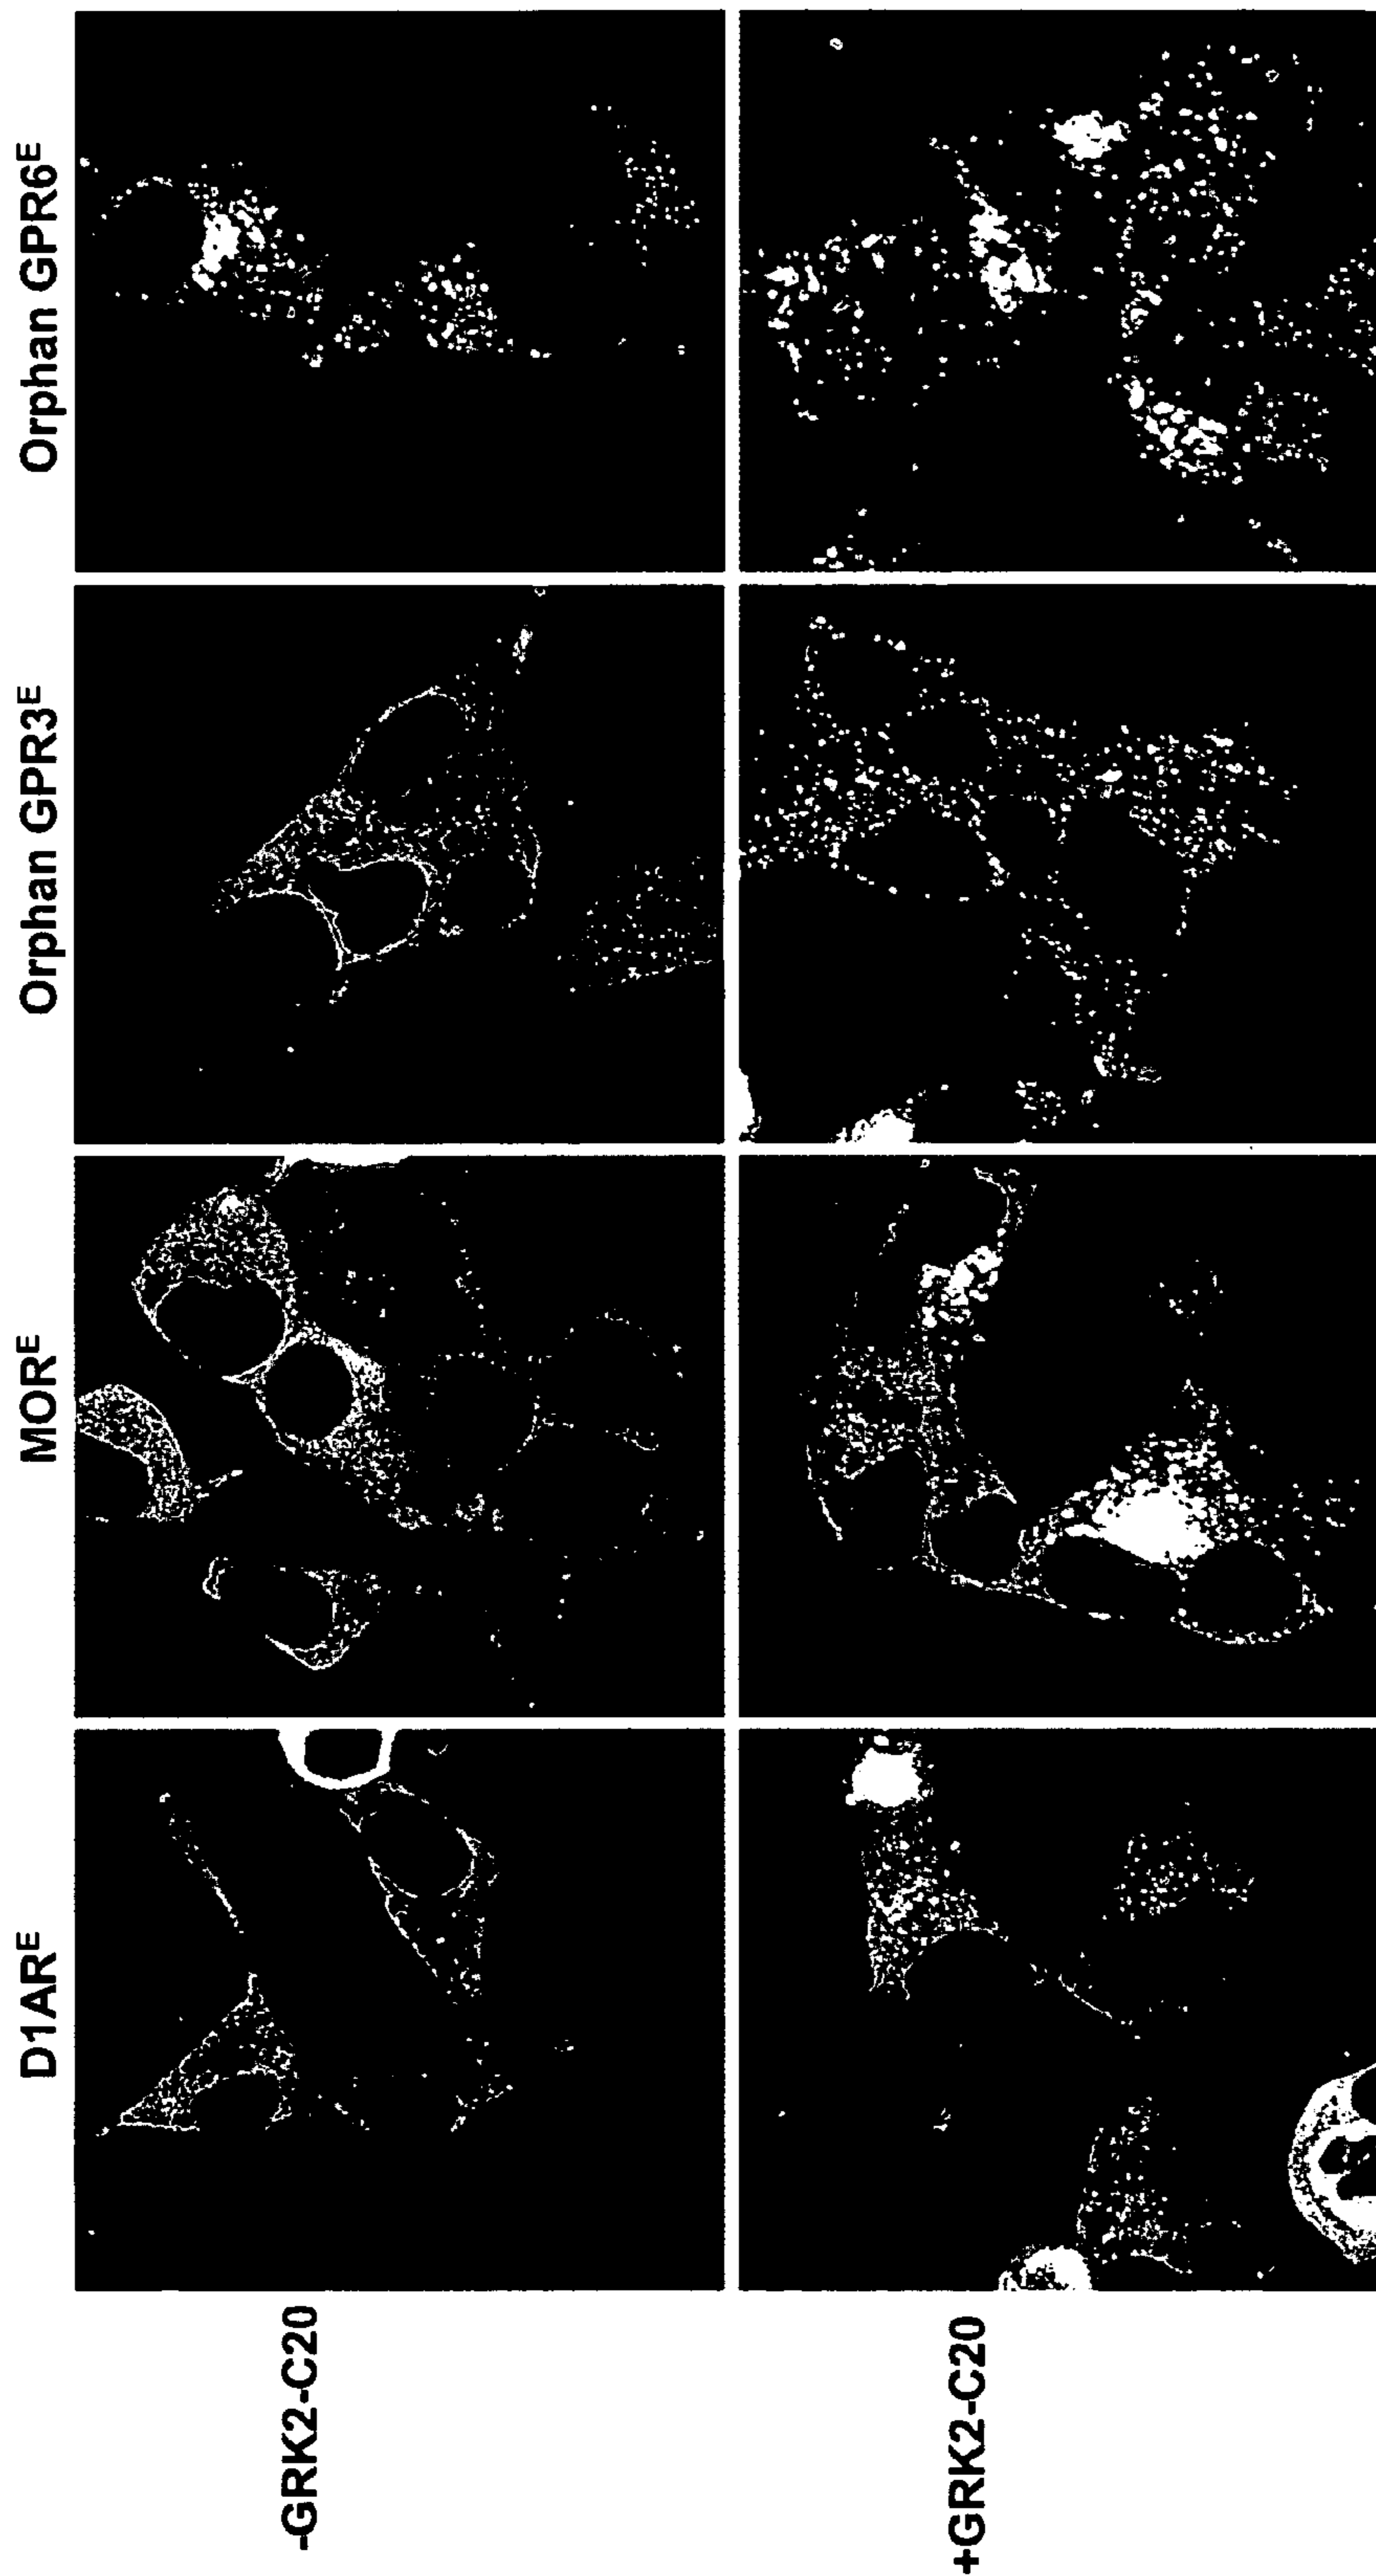 D1AR^E
MOR^E
Orphan GPR3^E
Orphan GPR6^E
-GRK2-C20
+GRK2-C20